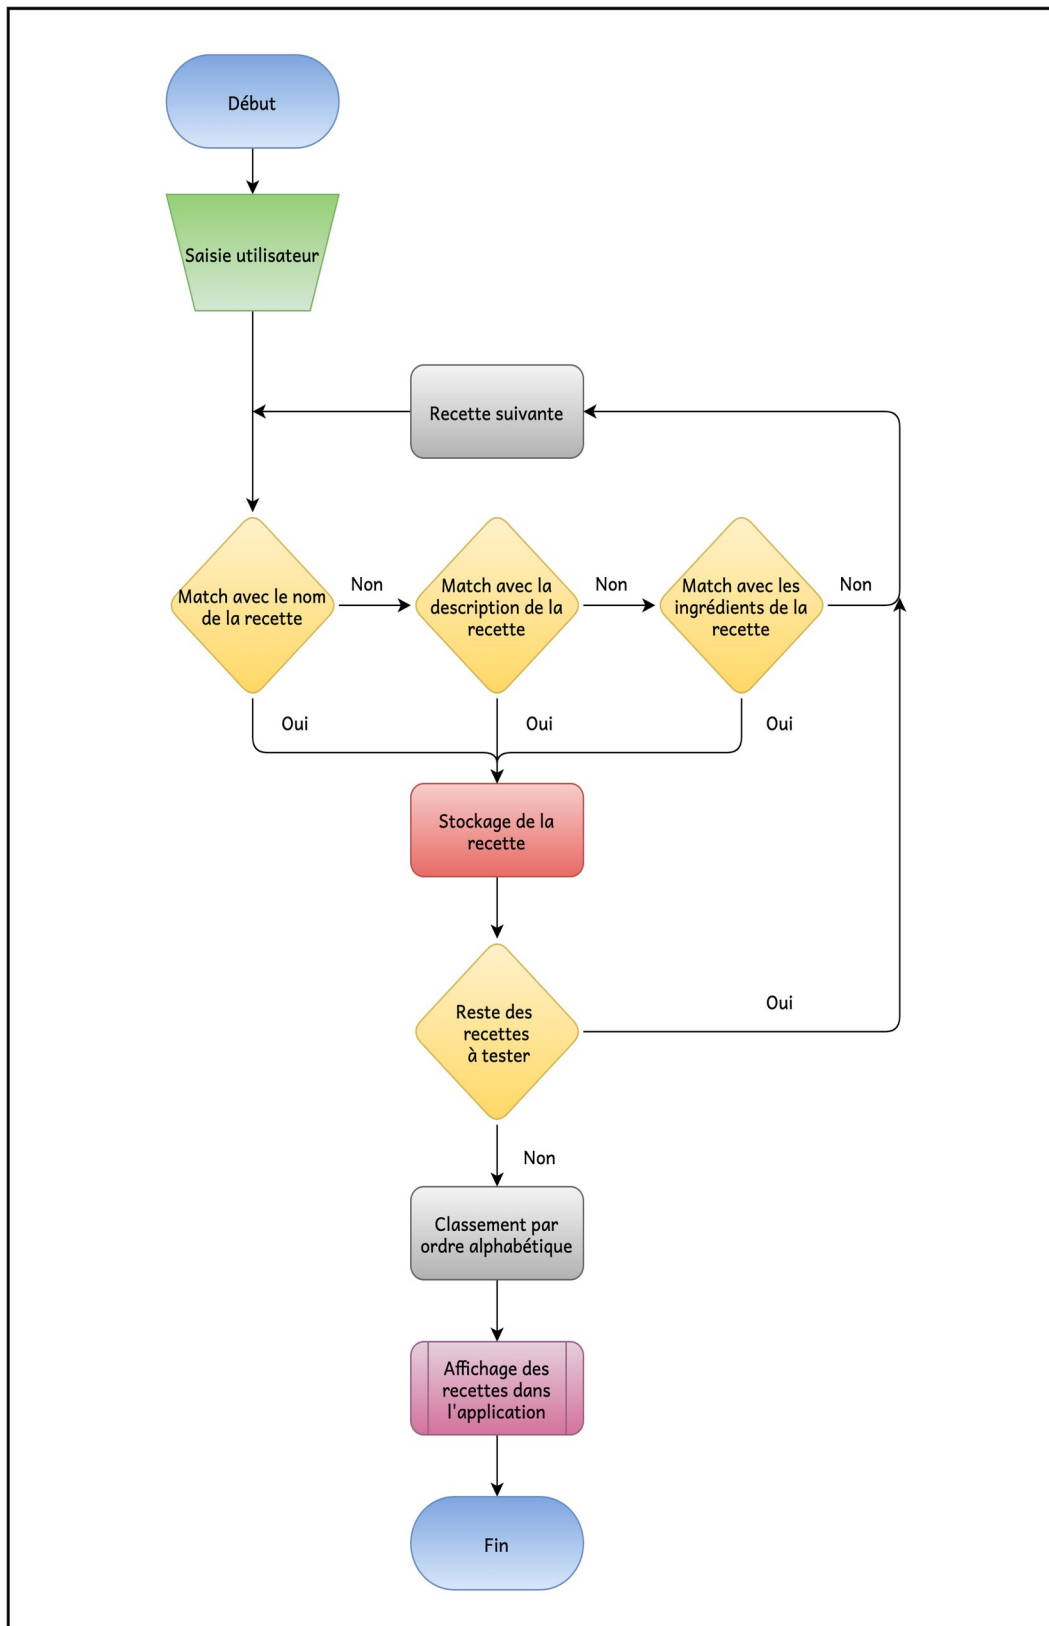 Début
Saisie utilisateur
Recette suivante
Match avec le nom
de la recette
Non
Match avec la
description de la
recette
Non
Match avec les
ingrédients de la
recette
Non
Oui
Oui
Oui
Stockage de la
recette
Reste des
recettes
à tester
Oui
Non
Classement par
ordre alphabétique
Affichage des
recettes dans
l'application
Fin